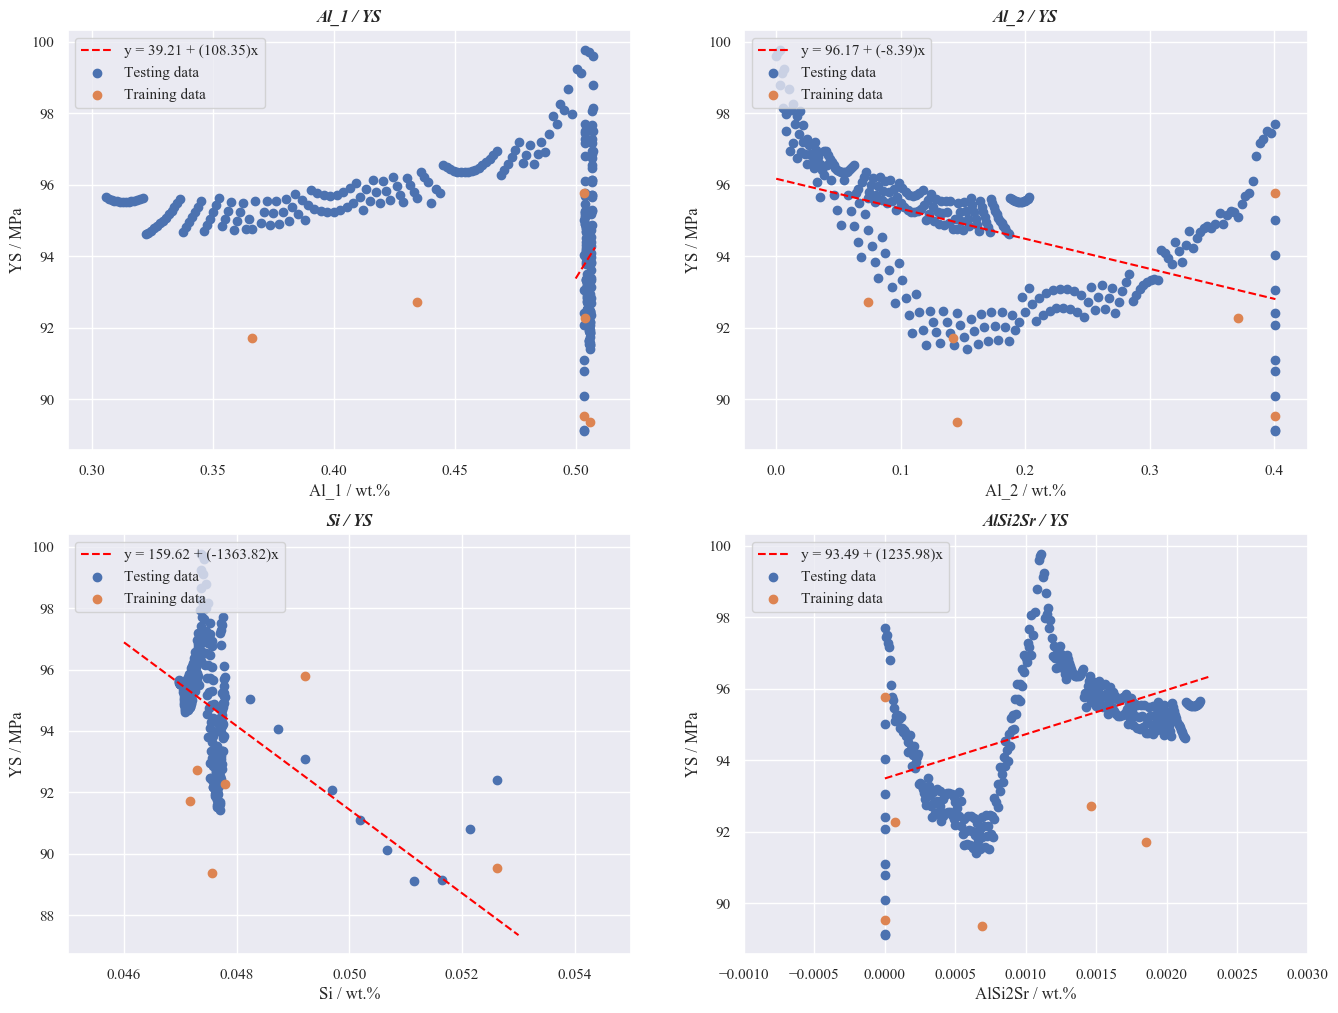 Al_1 / YS
y = 39.21 + (108.35)x
Testing data
Training data
100
98
96
94
92
90
YS / MPa
0.30 0.35 0.40 0.45 0.50
Al_1 / wt.%
Al_2 / YS
y = 96.17 + (-8.39)x
Testing data
Training data
100
98
96
94
92
90
YS / MPa
0.0 0.1 0.2 0.3 0.4
Al_2 / wt.%
Si / YS
y = 159.62 + (-1363.82)x
Testing data
Training data
100
98
96
94
92
90
88
YS / MPa
0.046 0.048 0.050 0.052 0.054
Si / wt.%
AlSi2Sr / YS
y = 93.49 + (1235.98)x
Testing data
Training data
100
98
96
94
92
90
YS / MPa
−0.0010 −0.0005 0.0000 0.0005 0.0010 0.0015 0.0020 0.0025 0.0030
AlSi2Sr / wt.%